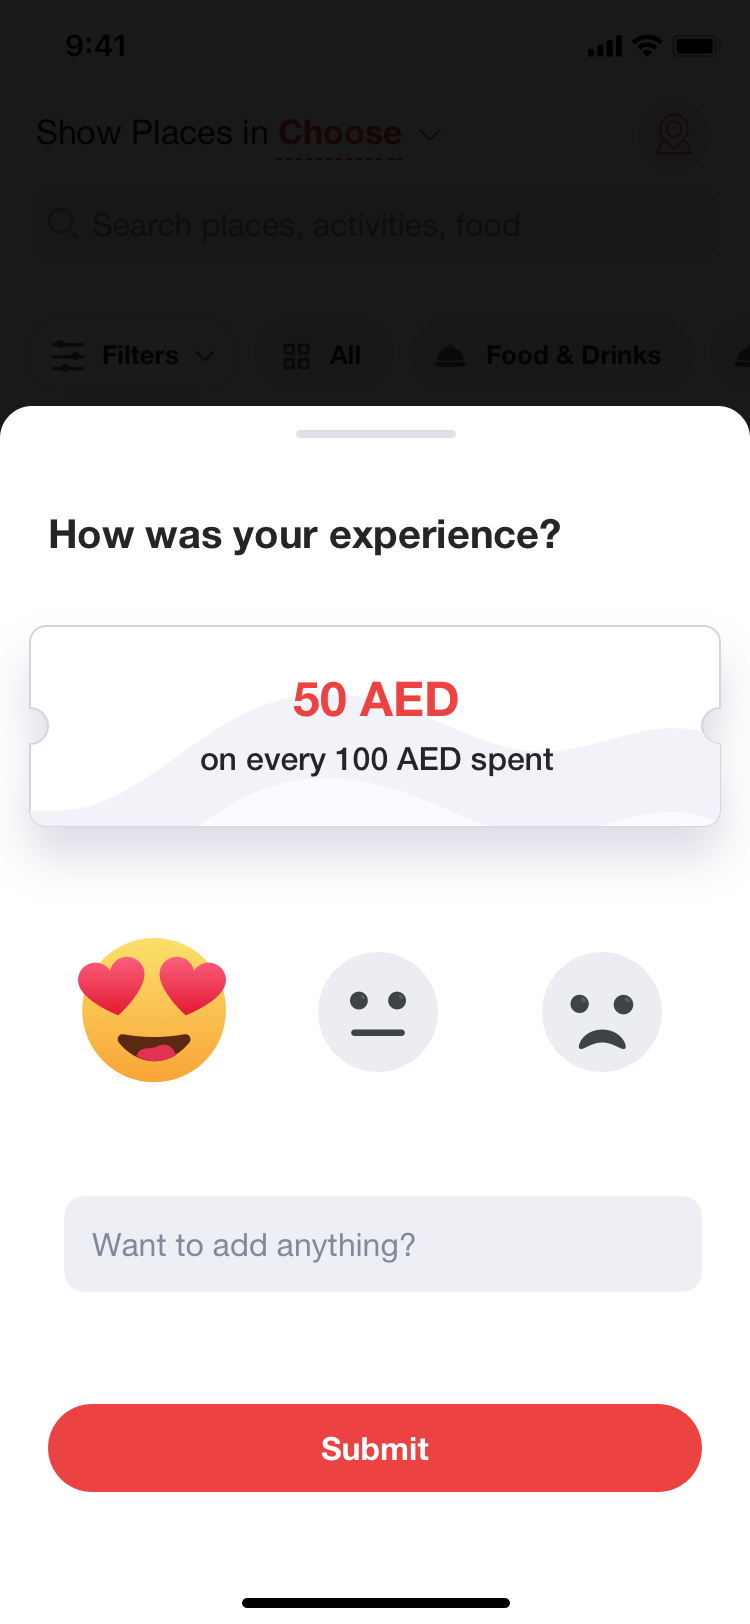 9:41
Show Places in Choose
Search places, activities, food
Filters
All
Food & Drinks
How was your experience?
50 AED
on every 100 AED spent
Want to add anything?
Submit